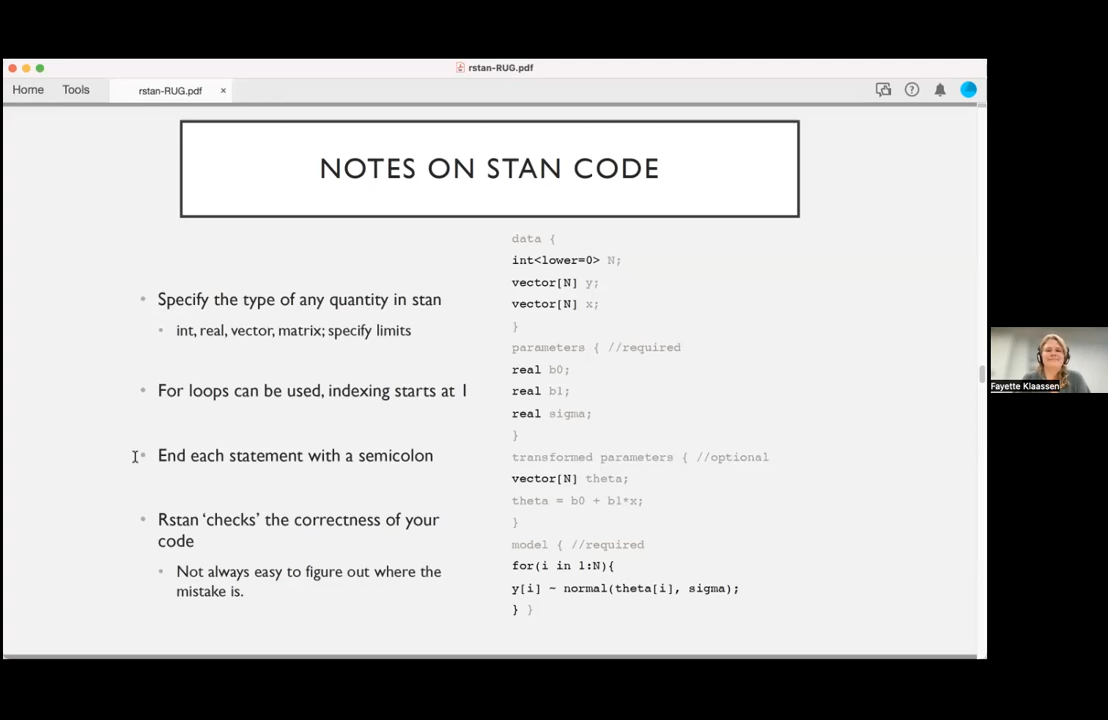 rstan-RUG.pdf
Home
Tools
rstan-RUG.pdf
×
NOTES ON STAN CODE
• Specify the type of any quantity in stan
• int, real, vector, matrix; specify limits
• For loops can be used, indexing starts at 1
• End each statement with a semicolon
• Rstan ‘checks’ the correctness of your
code
• Not always easy to figure out where the
mistake is.
data {
int<lower=0> N;
vector[N] y;
vector[N] x;
}
parameters { //required
real b0;
real b1;
real sigma;
}
transformed parameters { //optional
vector[N] theta;
theta = b0 + b1*x;
}
model { //required
for(i in 1:N){
y[i] ~ normal(theta[i], sigma);
} }
Fayette Klaassen